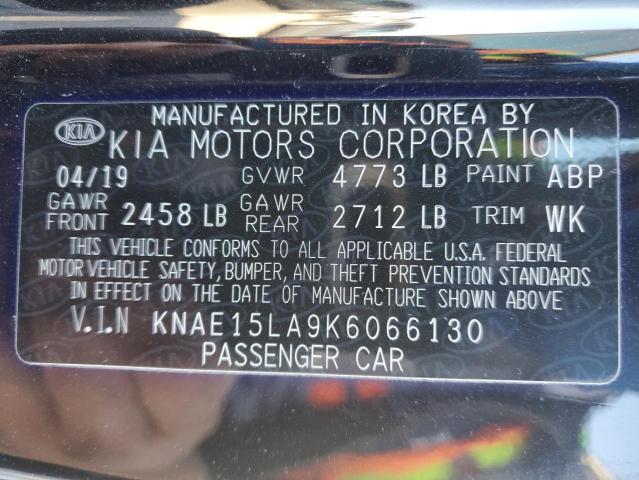 MANUFACTURED IN KOREA BY
KIA KIA MOTORS CORPORATION
04/19 GVWR 4773 LB PAINT ABP
GAWR FRONT 2458 LB GAWR REAR 2712 LB TRIM WK
THIS VEHICLE CONFORMS TO ALL APPLICABLE U.S.A. FEDERAL
MOTOR VEHICLE SAFETY, BUMPER, AND THEFT PREVENTION STANDARDS
IN EFFECT ON THE DATE OF MANUFACTURE SHOWN ABOVE
V.I.N KNAE15LA9K6066130
PASSENGER CAR